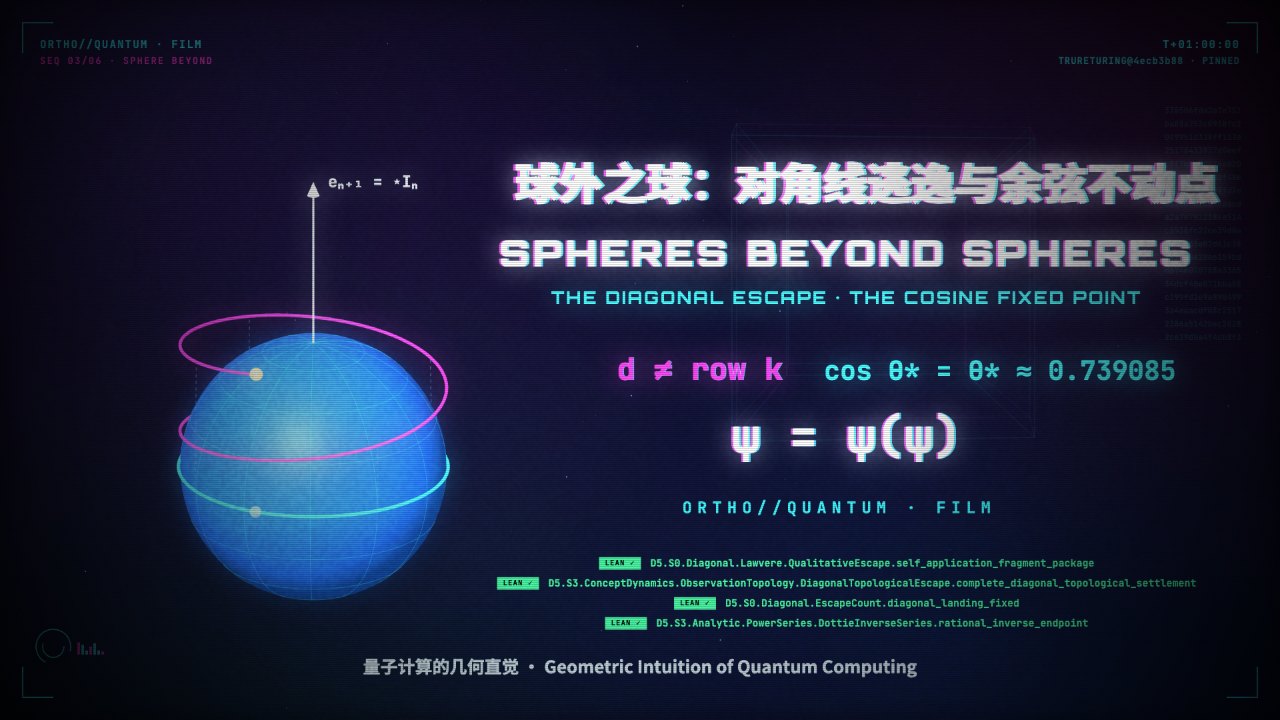 ORTHO//QUANTUM · FILM
SEQ 03/06 · SPHERE BEYOND
T+01:00:00
TRURETURING@4ecb3b88 · PINNED
eₙ₊₁ = ⋆Iₙ
球外之球：对角线逃逸与余弦不动点
SPHERES BEYOND SPHERES
THE DIAGONAL ESCAPE · THE COSINE FIXED POINT
d ≠ row k cos θ* = θ* ≈ 0.739085
ψ = ψ(ψ)
ORTHO//QUANTUM · FILM
LEAN ✓ D5.S0.Diagonal.Lawvere.QualitativeEscape.self_application_fragment_package
LEAN ✓ D5.S3.ConceptDynamics.ObservationTopology.DiagonalTopologicalEscape.complete_diagonal_topological_settlement
LEAN ✓ D5.S0.Diagonal.EscapeCount.diagonal_landing_fixed
LEAN ✓ D5.S3.Analytic.PowerSeries.DottieInverseSeries.rational_inverse_endpoint
量子计算的几何直觉 · Geometric Intuition of Quantum Computing